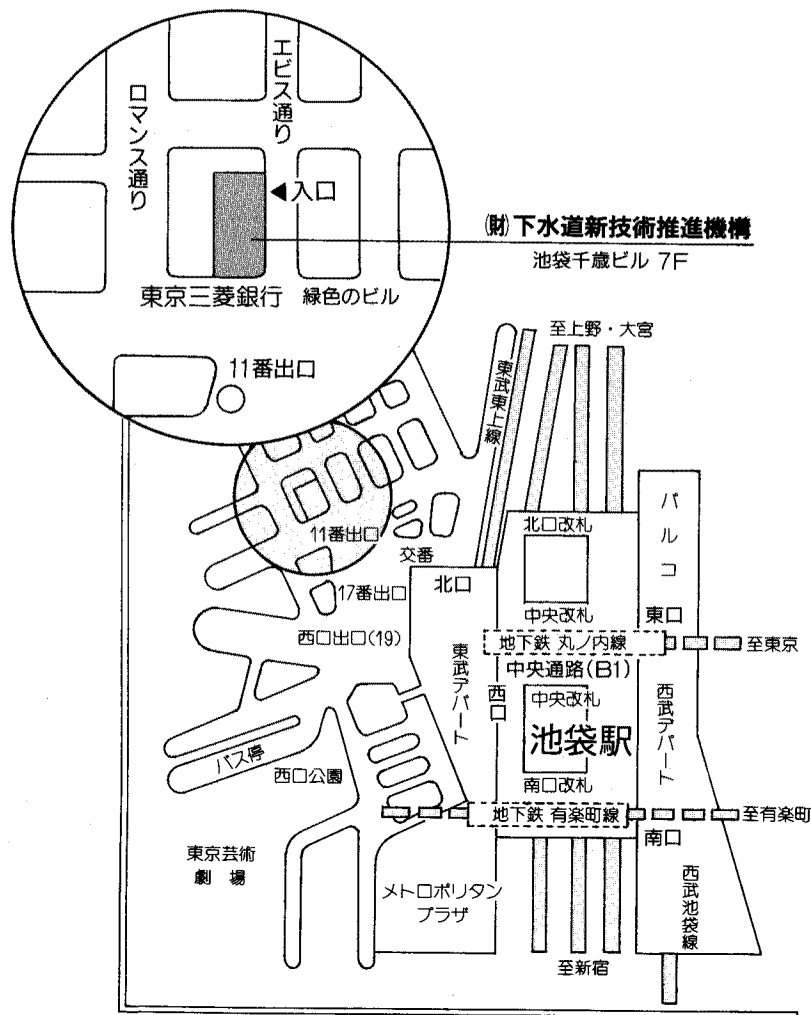 エビス通り
ロマンス通り
◀入口
(財)下水道新技術推進機構
池袋千歳ビル 7F
東京三菱銀行
緑色のビル
11番出口
至上野・大宮
東武東上線
11番出口
交番
17番出口
西口出口(19)
北口
北口改札
パルコ
中央改札
東口
地下鉄 丸ノ内線
至東京
中央通路(B1)
東武デパート
西口
中央改札
池袋駅
西武デパート
南口改札
バス停
西口公園
地下鉄 有楽町線
至有楽町
南口
東京芸術
劇 場
メトロポリタン
プラザ
西武池袋線
至新宿